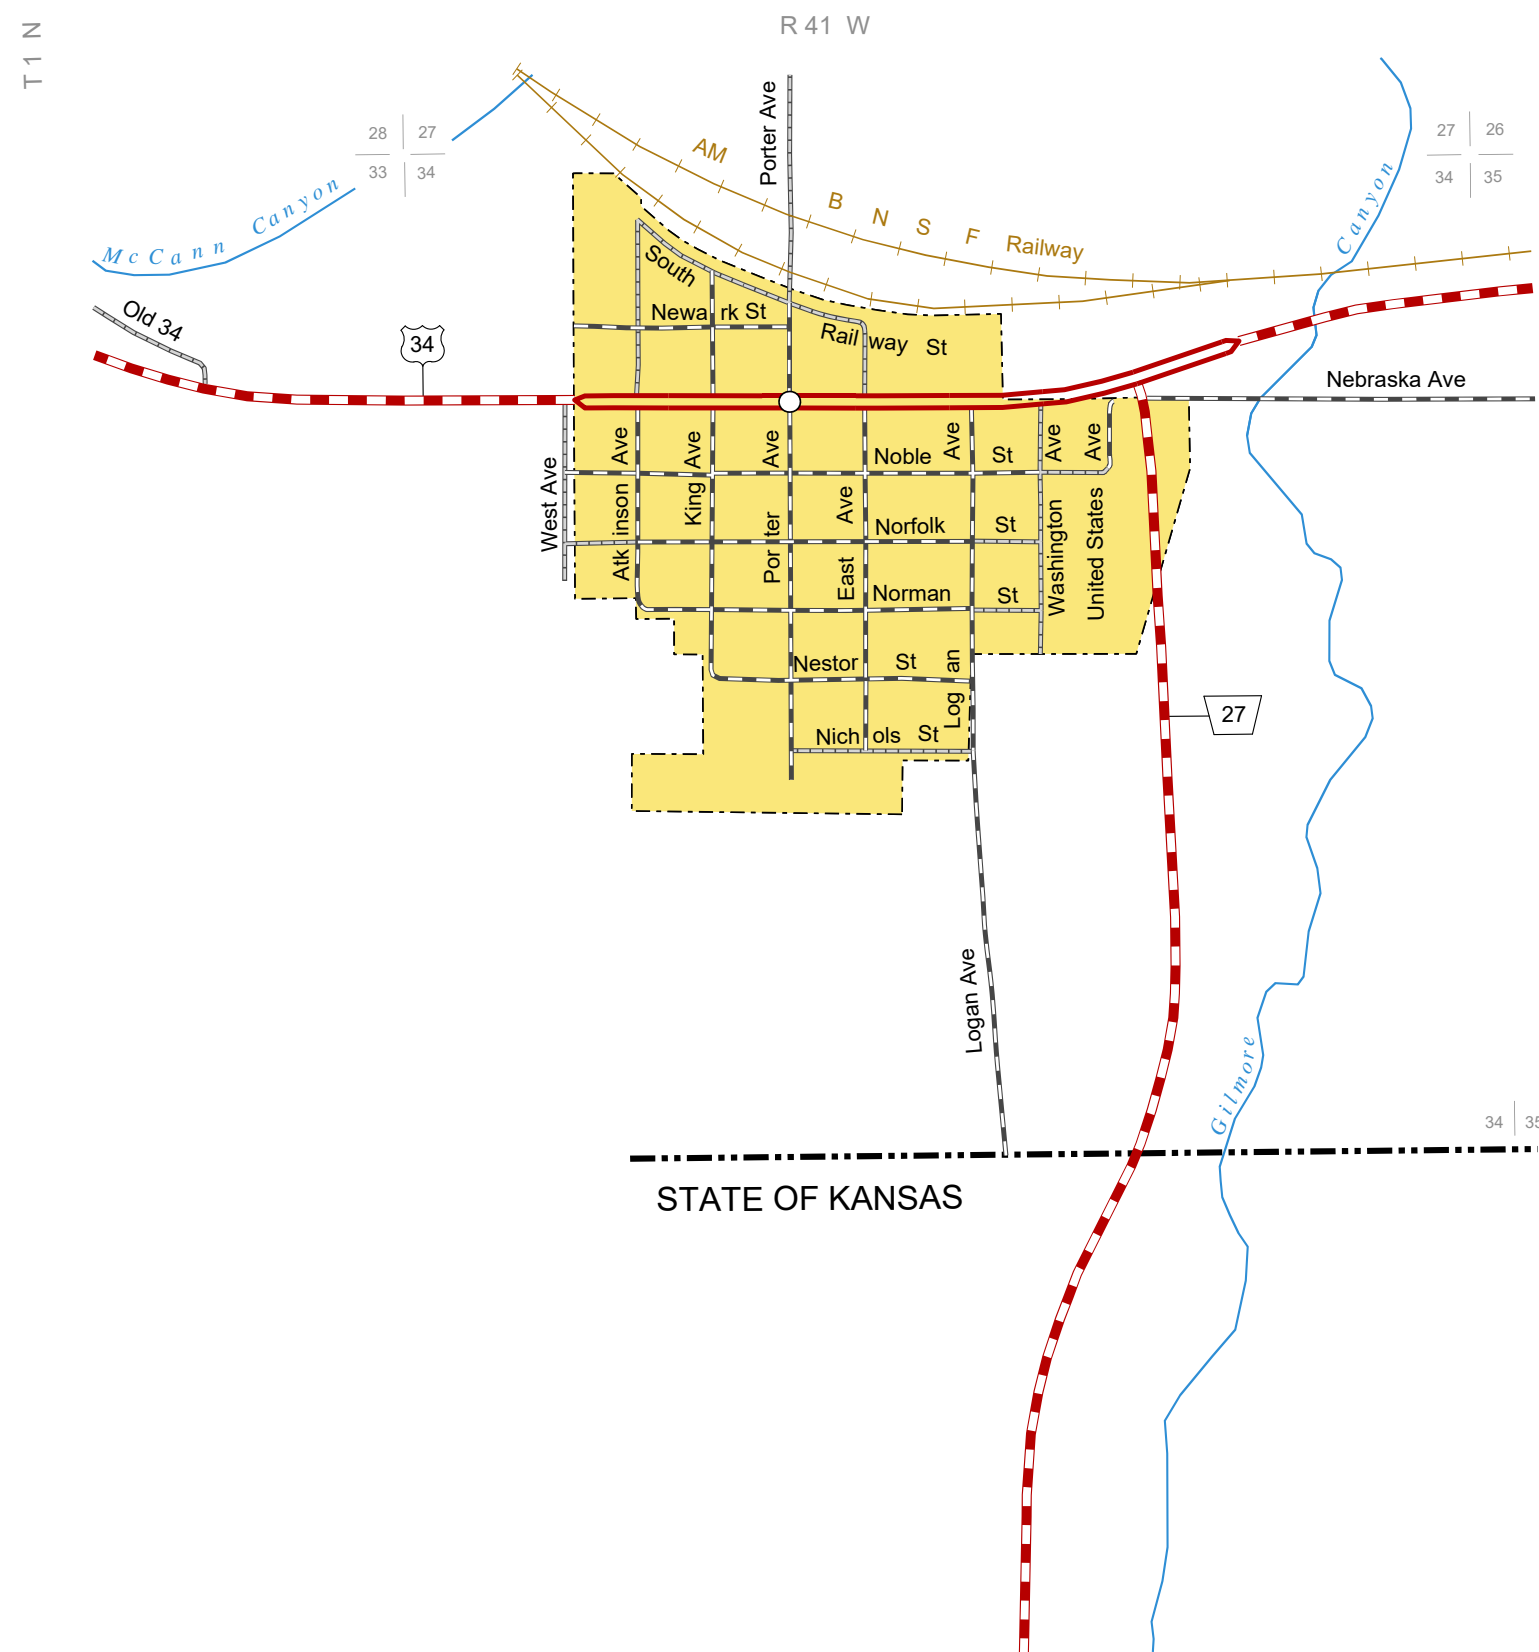 R 41 W
T 1 N
28 27
33 34
27 26
34 35
Porter Ave
AM
B N S F Railway
McCann Canyon
Canyon
Old 34
34
South
Railway St
Newark St
Nebraska Ave
West Ave
Atkinson Ave
King Ave
Porter Ave
East Ave
Logan Ave
Washington Ave
United States Ave
Noble St
Norfolk St
Norman St
Nestor St
Nichols St
27
Logan Ave
Gilmore
34 35
STATE OF KANSAS